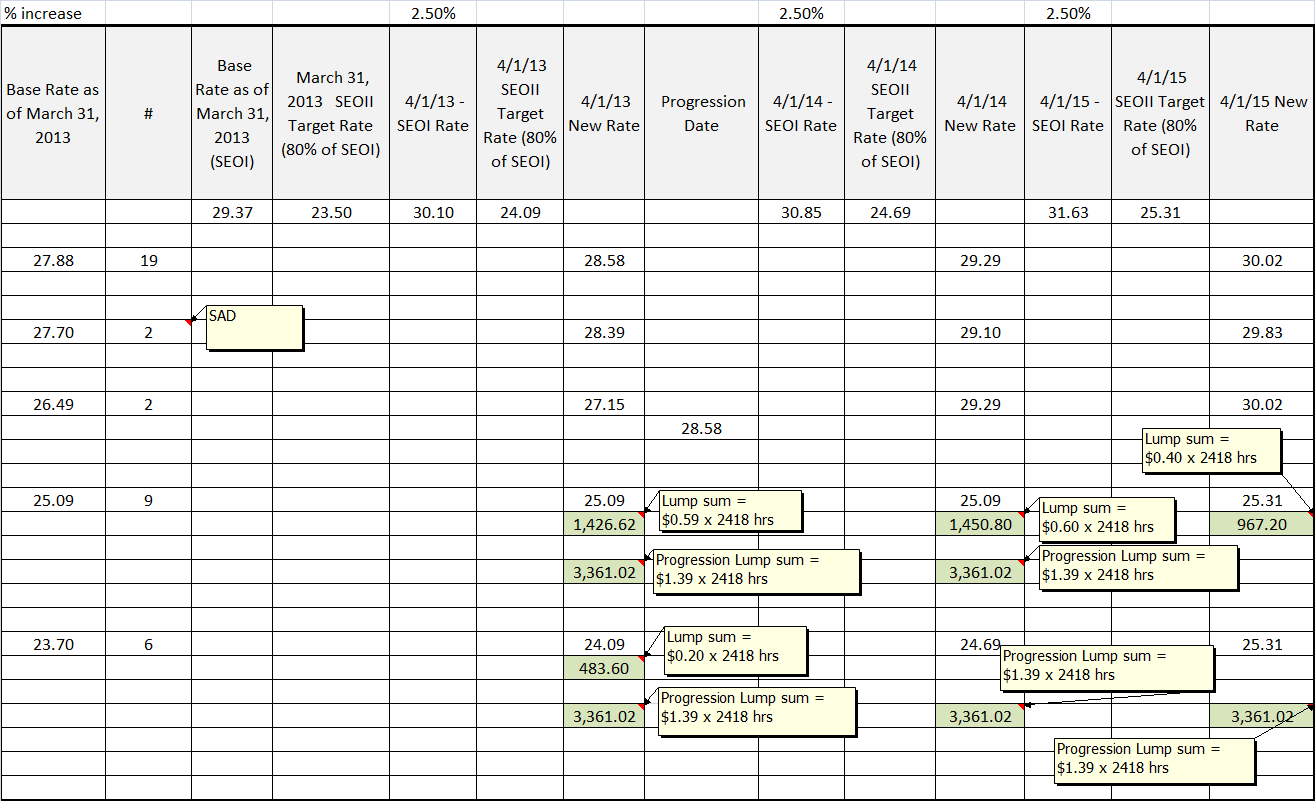 % increase 2.50% 2.50% 2.50%
Base Rate as of March 31, 2013
#
Base Rate as of March 31, 2013 (SEOI)
March 31, 2013 SEOII Target Rate (80% of SEOI)
4/1/13 - SEOI Rate
4/1/13 SEOII Target Rate (80% of SEOI)
4/1/13 New Rate
Progression Date
4/1/14 - SEOI Rate
4/1/14 SEOII Target Rate (80% of SEOI)
4/1/14 New Rate
4/1/15 - SEOI Rate
4/1/15 SEOII Target Rate (80% of SEOI)
4/1/15 New Rate
29.37 23.50 30.10 24.09 30.85 24.69 31.63 25.31
27.88 19 28.58 29.29 30.02
SAD
27.70 2 28.39 29.10 29.83
26.49 2 27.15 29.29 30.02
28.58
Lump sum =
$0.40 x 2418 hrs
25.09 9 25.09 25.09 25.31
Lump sum =
$0.59 x 2418 hrs
Lump sum =
$0.60 x 2418 hrs
1,426.62 1,450.80 967.20
Progression Lump sum =
$1.39 x 2418 hrs
Progression Lump sum =
$1.39 x 2418 hrs
3,361.02 3,361.02
23.70 6 24.09 24.69 25.31
Lump sum =
$0.20 x 2418 hrs
483.60
Progression Lump sum =
$1.39 x 2418 hrs
Progression Lump sum =
$1.39 x 2418 hrs
3,361.02 3,361.02 3,361.02
Progression Lump sum =
$1.39 x 2418 hrs